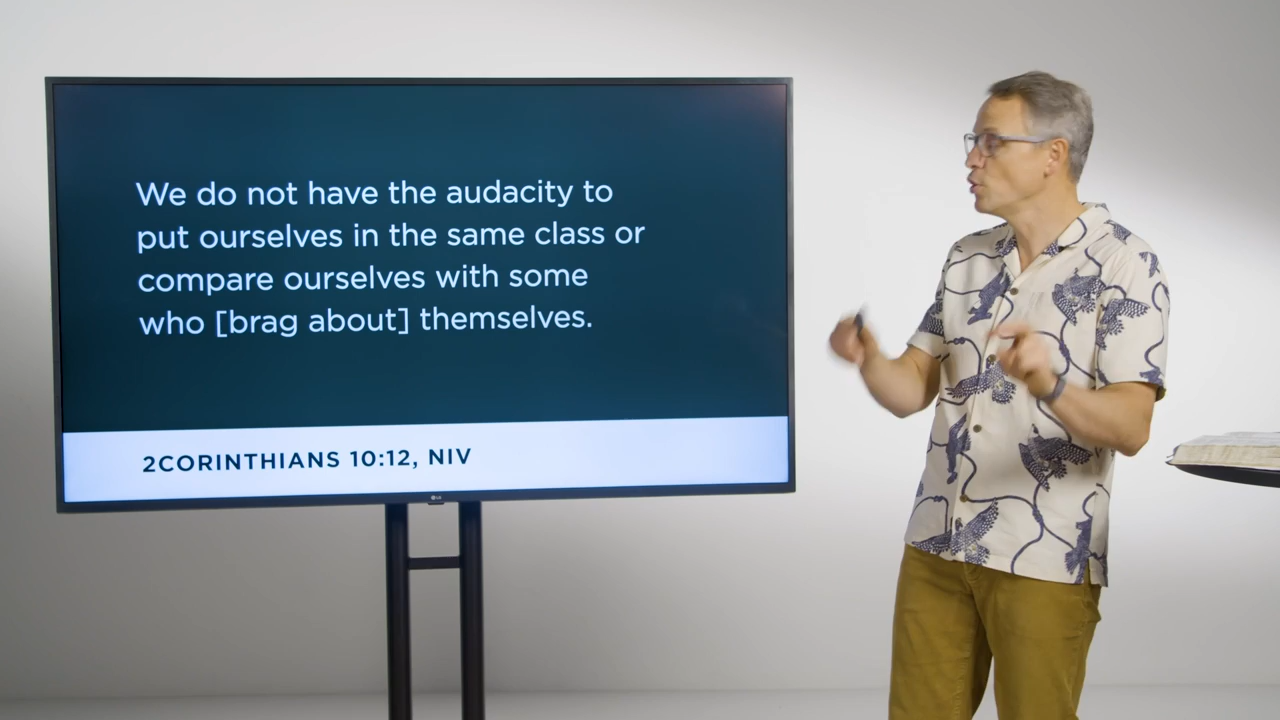 We do not have the audacity to
put ourselves in the same class or
compare ourselves with some
who [brag about] themselves.
2CORINTHIANS 10:12, NIV
LG